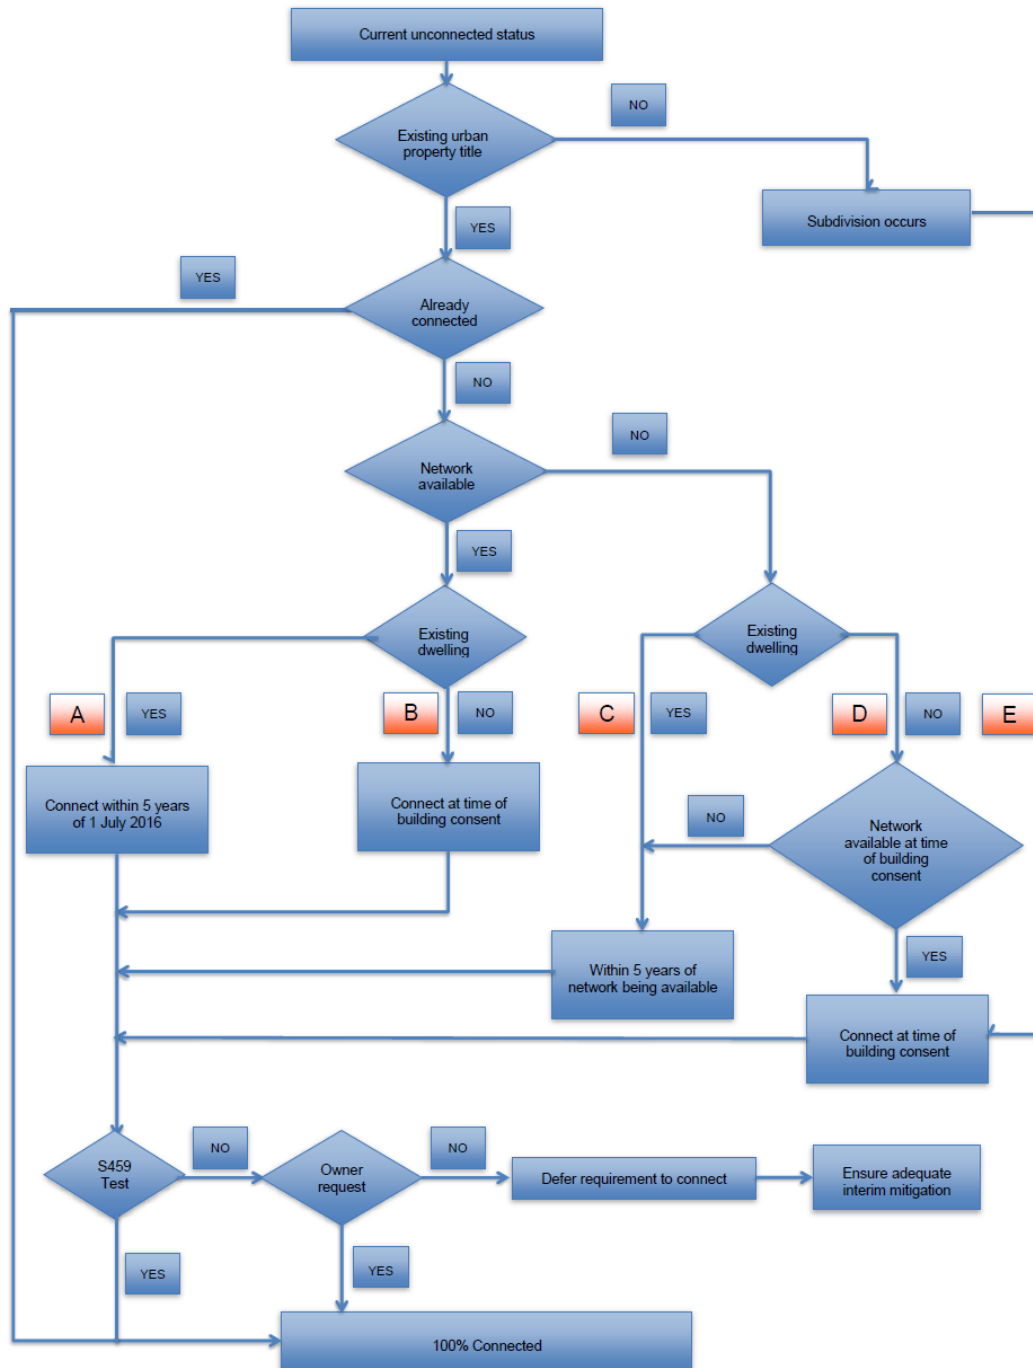 Current unconnected status
NO
Existing urban
property title
Subdivision occurs
YES
YES
Already
connected
NO
NO
Network
available
YES
Existing
dwelling
Existing
dwelling
A
YES
B
NO
C
YES
D
NO
E
Connect within 5 years
of 1 July 2016
Connect at time of
building consent
NO
Network
available at time
of building
consent
YES
Within 5 years of
network being available
Connect at time of
building consent
S459
Test
NO
Owner
request
NO
Defer requirement to connect
Ensure adequate
interim mitigation
YES
YES
100% Connected